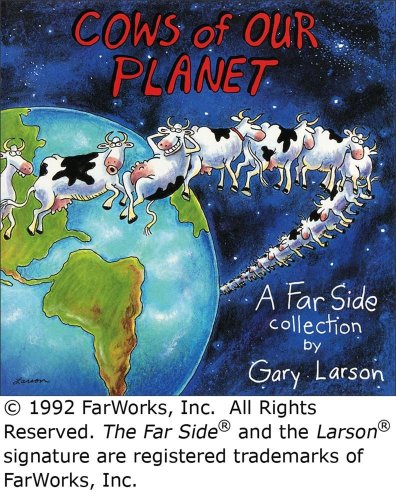 COWS of OUR
PLANET
A Far Side
collection
by
Gary Larson
Larson
© 1992 FarWorks, Inc.  All Rights
Reserved. The Far Side® and the Larson®
signature are registered trademarks of
FarWorks, Inc.